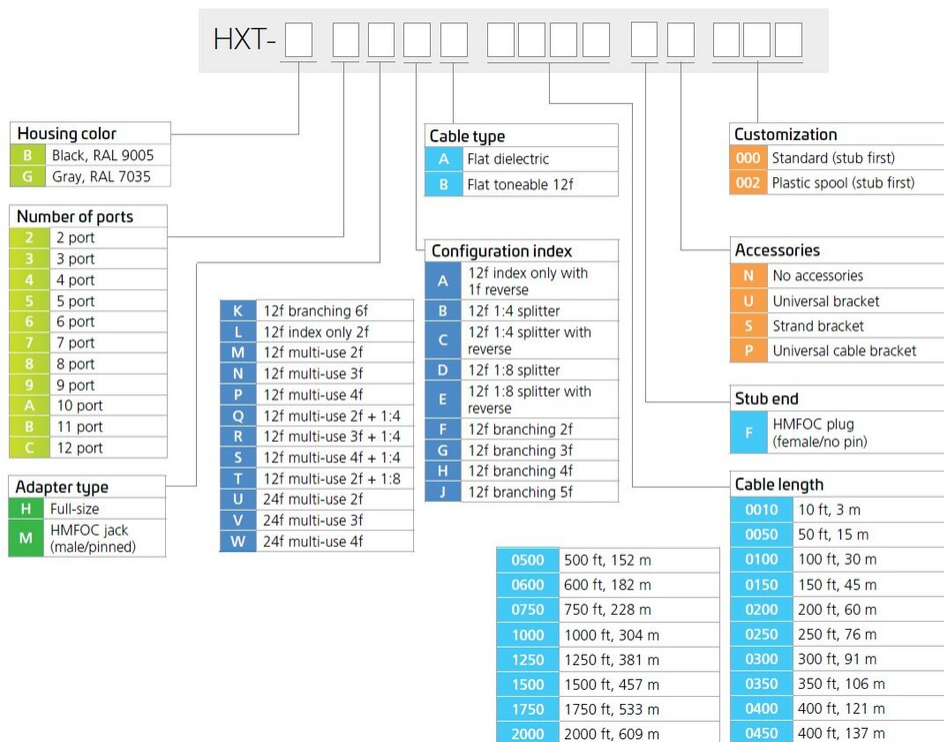 HXT-
Housing color
B Black, RAL 9005
G Gray, RAL 7035
Number of ports
2 2 port
3 3 port
4 4 port
5 5 port
6 6 port
7 7 port
8 8 port
9 9 port
A 10 port
B 11 port
C 12 port
Adapter type
H Full-size
M HMFOC jack
(male/pinned)
K 12f branching 6f
L 12f index only 2f
M 12f multi-use 2f
N 12f multi-use 3f
P 12f multi-use 4f
Q 12f multi-use 2f + 1:4
R 12f multi-use 3f + 1:4
S 12f multi-use 4f + 1:4
T 12f multi-use 2f + 1:8
U 24f multi-use 2f
V 24f multi-use 3f
W 24f multi-use 4f
Cable type
A Flat dielectric
B Flat toneable 12f
Configuration index
A 12f index only with
1f reverse
B 12f 1:4 splitter
C 12f 1:4 splitter with
reverse
D 12f 1:8 splitter
E 12f 1:8 splitter with
reverse
F 12f branching 2f
G 12f branching 3f
H 12f branching 4f
J 12f branching 5f
Customization
000 Standard (stub first)
002 Plastic spool (stub first)
Accessories
N No accessories
U Universal bracket
S Strand bracket
P Universal cable bracket
Stub end
F HMFOC plug
(female/no pin)
Cable length
0010 10 ft, 3 m
0050 50 ft, 15 m
0100 100 ft, 30 m
0150 150 ft, 45 m
0200 200 ft, 60 m
0250 250 ft, 76 m
0300 300 ft, 91 m
0350 350 ft, 106 m
0400 400 ft, 121 m
0450 400 ft, 137 m
0500 500 ft, 152 m
0600 600 ft, 182 m
0750 750 ft, 228 m
1000 1000 ft, 304 m
1250 1250 ft, 381 m
1500 1500 ft, 457 m
1750 1750 ft, 533 m
2000 2000 ft, 609 m